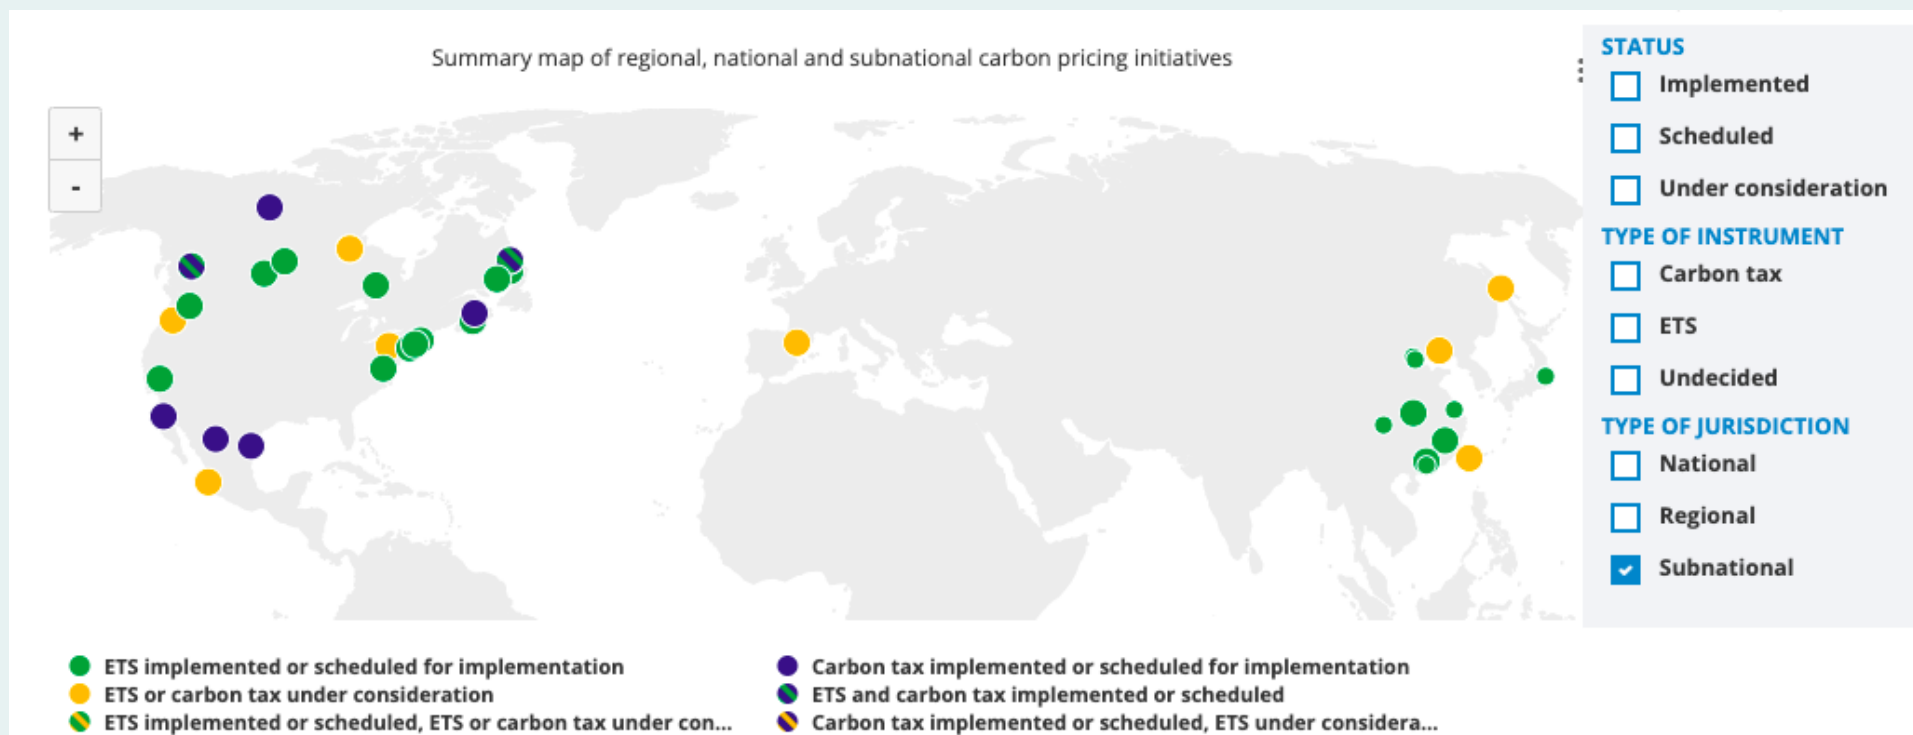 Summary map of regional, national and subnational carbon pricing initiatives
+
-
STATUS
Implemented
Scheduled
Under consideration
TYPE OF INSTRUMENT
Carbon tax
ETS
Undecided
TYPE OF JURISDICTION
National
Regional
Subnational
ETS implemented or scheduled for implementation
Carbon tax implemented or scheduled for implementation
ETS or carbon tax under consideration
ETS and carbon tax implemented or scheduled
ETS implemented or scheduled, ETS or carbon tax under con...
Carbon tax implemented or scheduled, ETS under considera...